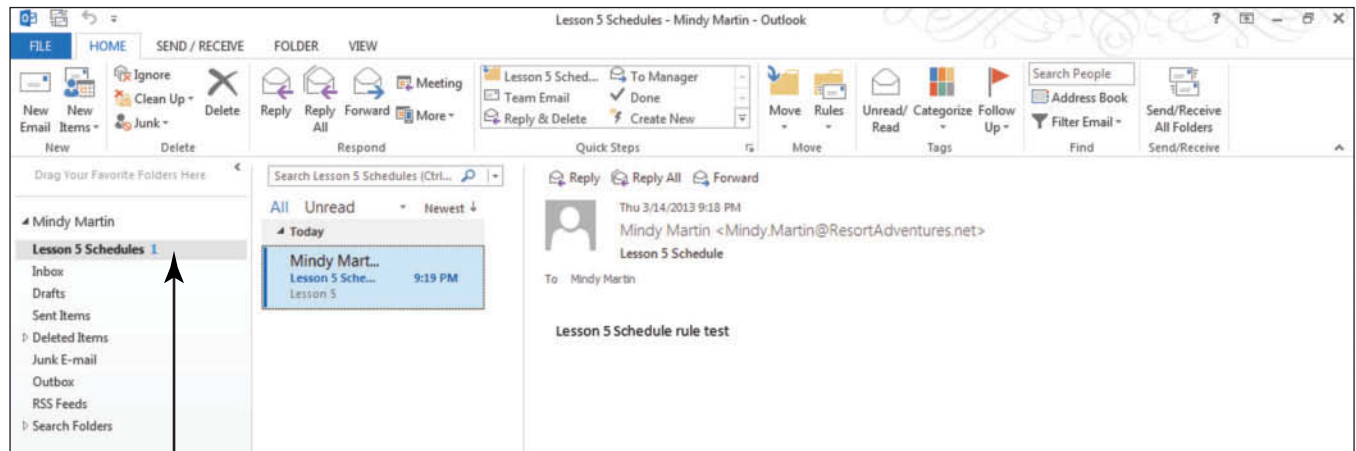 Lesson 5 Schedules - Mindy Martin - Outlook
FILE HOME SEND / RECEIVE FOLDER VIEW
New Email
New Items
Ignore
Clean Up
Junk
Delete
Reply
Reply All
Forward
Meeting
More
Lesson 5 Sched...
Team Email
Reply & Delete
To Manager
Done
Create New
Move
Rules
Unread/ Read
Categorize
Follow Up
Search People
Address Book
Filter Email
Send/Receive All Folders
New
Delete
Respond
Quick Steps
Move
Tags
Find
Send/Receive
Drag Your Favorite Folders Here
Mindy Martin
Lesson 5 Schedules 1
Inbox
Drafts
Sent Items
Deleted Items
Junk E-mail
Outbox
RSS Feeds
Search Folders
Search Lesson 5 Schedules (Ctrl...
All Unread Newest
Today
Mindy Mart...
Lesson 5 Sche... 9:19 PM
Lesson 5
Reply Reply All Forward
Thu 3/14/2013 9:18 PM
Mindy Martin <Mindy.Martin@ResortAdventures.net>
Lesson 5 Schedule
To Mindy Martin
Lesson 5 Schedule rule test